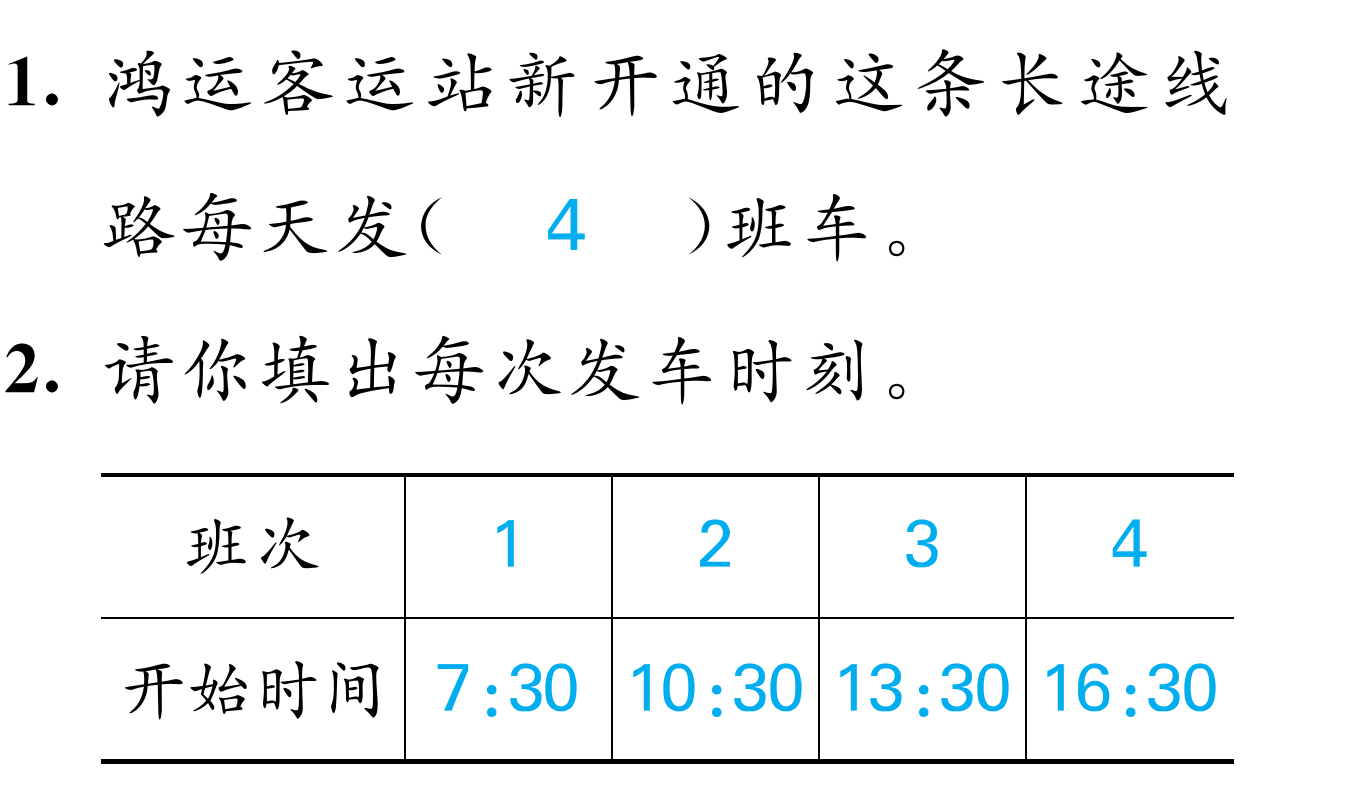 1. 鸿运客运站新开通的这条长途线
路每天发( 4 )班车。
2. 请你填出每次发车时刻。
班次 1 2 3 4
开始时间 7:30 10:30 13:30 16:30